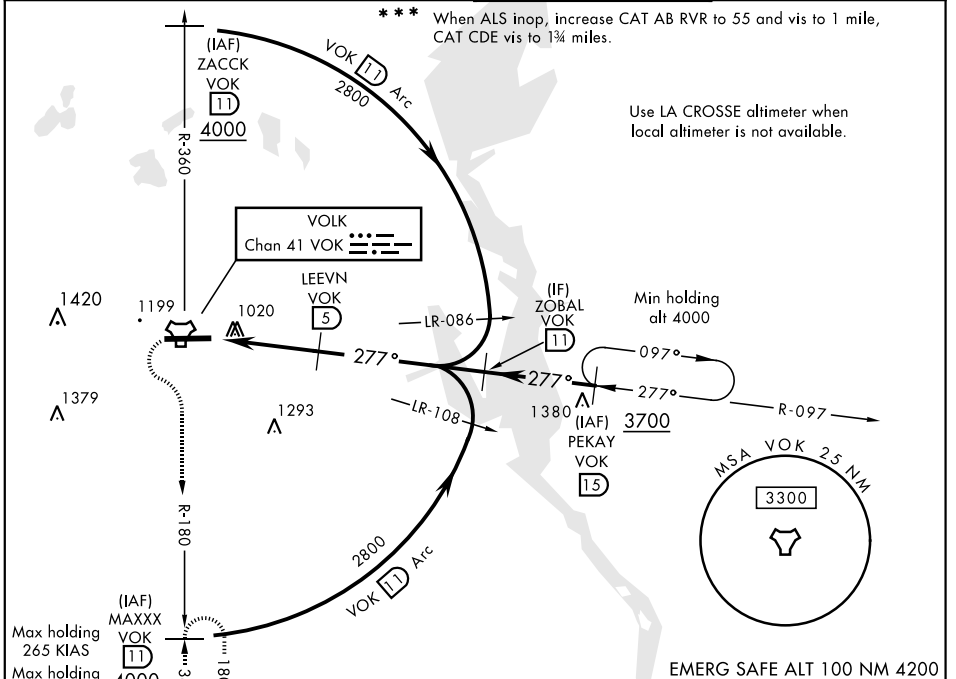 *** When ALS inop, increase CAT AB RVR to 55 and vis to 1 mile,
CAT CDE vis to 1¾ miles.
(IAF)
ZACCK
VOK
11
4000
VOK 11 Arc
2800
Use LA CROSSE altimeter when
local altimeter is not available.
R-360
VOLK
Chan 41 VOK
LEEVN
VOK
5
1420
1199
1020
LR-086
(IF)
ZOBAL
VOK
11
Min holding
alt 4000
277°
277°
097°
277°
1379
1293
LR-108
1380
(IAF)
PEKAY
VOK
15
3700
R-097
MSA VOK 25 NM
3300
R-180
2800
VOK 11 Arc
(IAF)
MAXXX
VOK
11
4000
Max holding
265 KIAS
Max holding
EMERG SAFE ALT 100 NM 4200